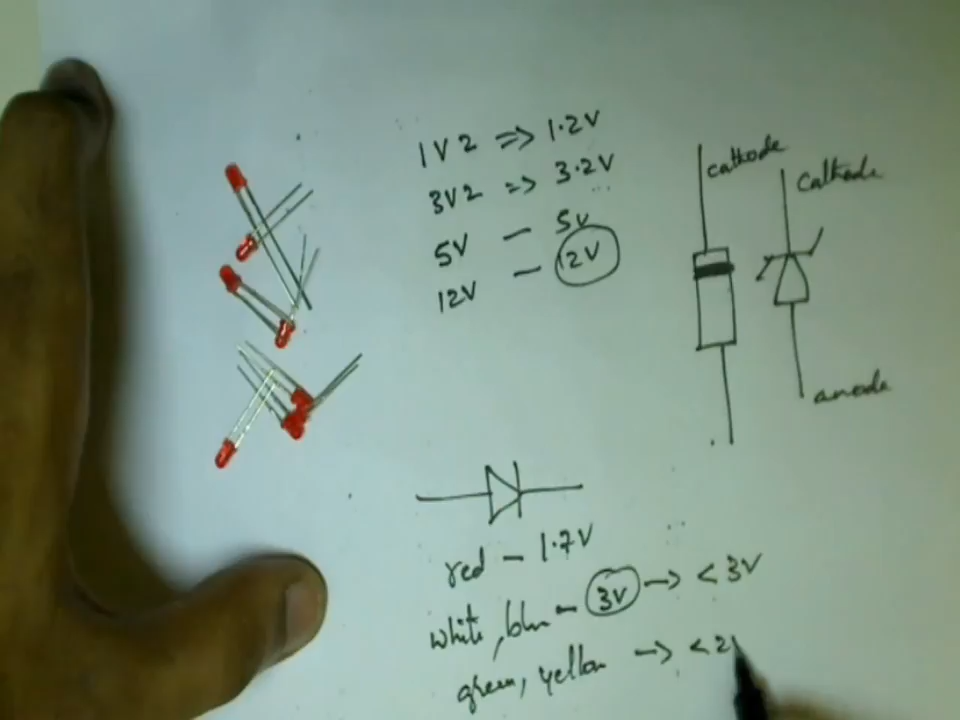 1V2 => 1.2V
3V2 => 3.2V
5V - 5V
12V - 12V
cathode
cathode
anode
red - 1.7V
white, blue - 3V -> < 3V
green, yellow -> < 2V